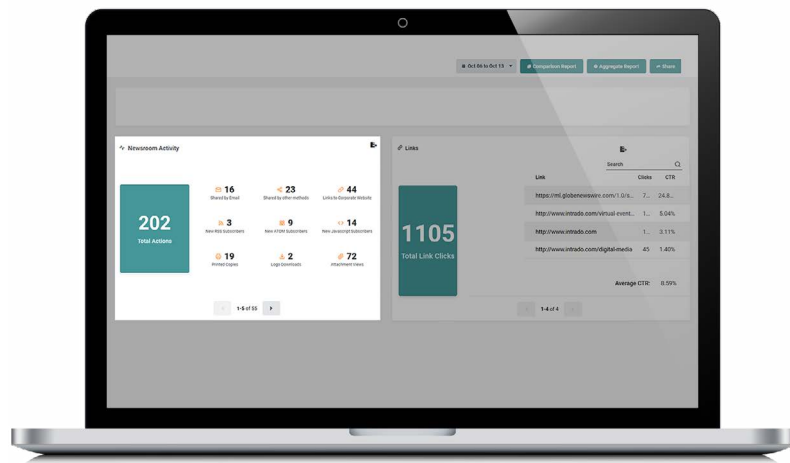 Oct 06 to Oct 15
Comparison Report
Aggregate Report
Share
Newsroom Activity
202
Total Actions
16
Shared by Email
23
Shared by other methods
44
Links to Corporate Website
3
New RSS Subscribers
9
New ATOM Subscribers
14
New Javascript Subscribers
19
Printed Copies
2
Logo Downloads
72
Attachment Views
1-5 of 55
Links
Search
1105
Total Link Clicks
Link Clicks CTR
https://ml.globenewswire.com/1.0/s... 7... 24.8...
http://www.intrado.com/virtual-event... 1... 5.04%
http://www.intrado.com 1... 3.11%
http://www.intrado.com/digital-media 45 1.40%
Average CTR: 0.59%
1-4 of 4